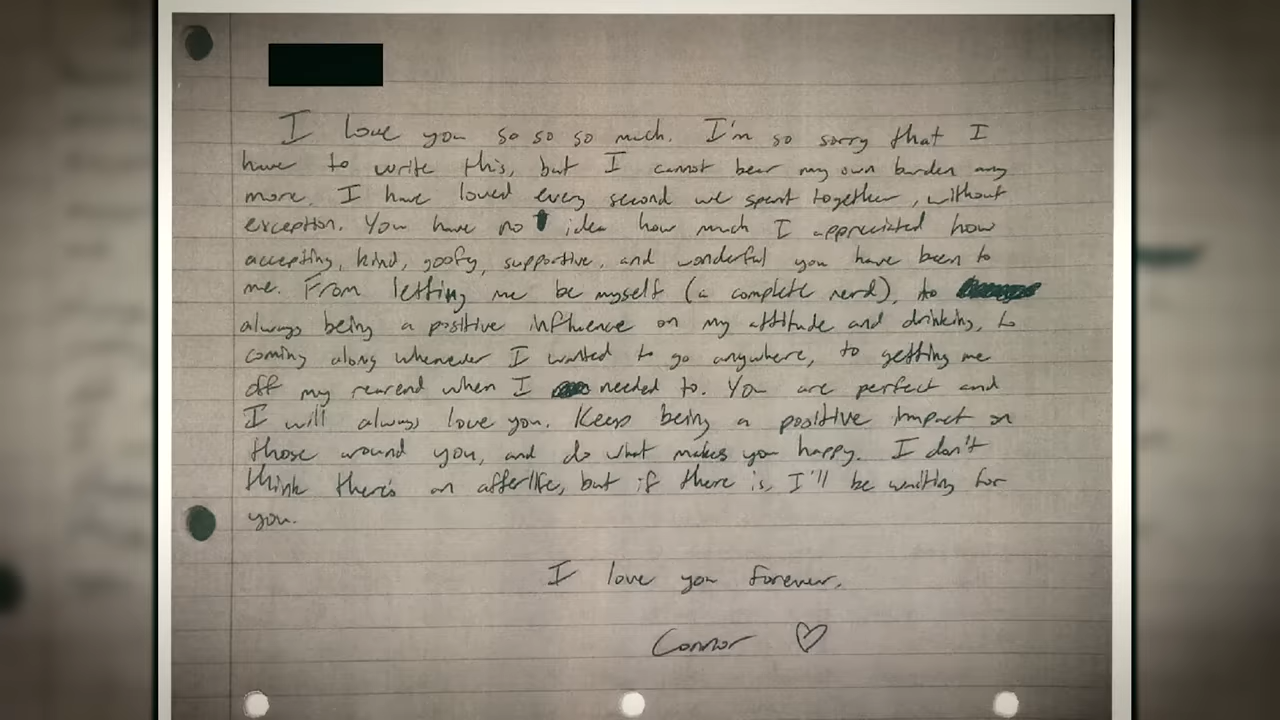 I love you so so so much. I'm so sorry that I
have to write this, but I cannot bear my own burden any
more. I have loved every second we spent together, without
exception. You have no idea how much I appreciated how
accepting, kind, goofy, supportive, and wonderful you have been to
me. From letting me be myself (a complete nerd), to
always being a positive influence on my attitude and drinking, to
coming along whenever I wanted to go anywhere, to getting me
off my rearend when I needed to. You are perfect and
I will always love you. Keep being a positive impact on
those around you, and do what makes you happy. I don't
think there's an afterlife, but if there is, I'll be waiting for
you.
I love you forever.
Connor ♡